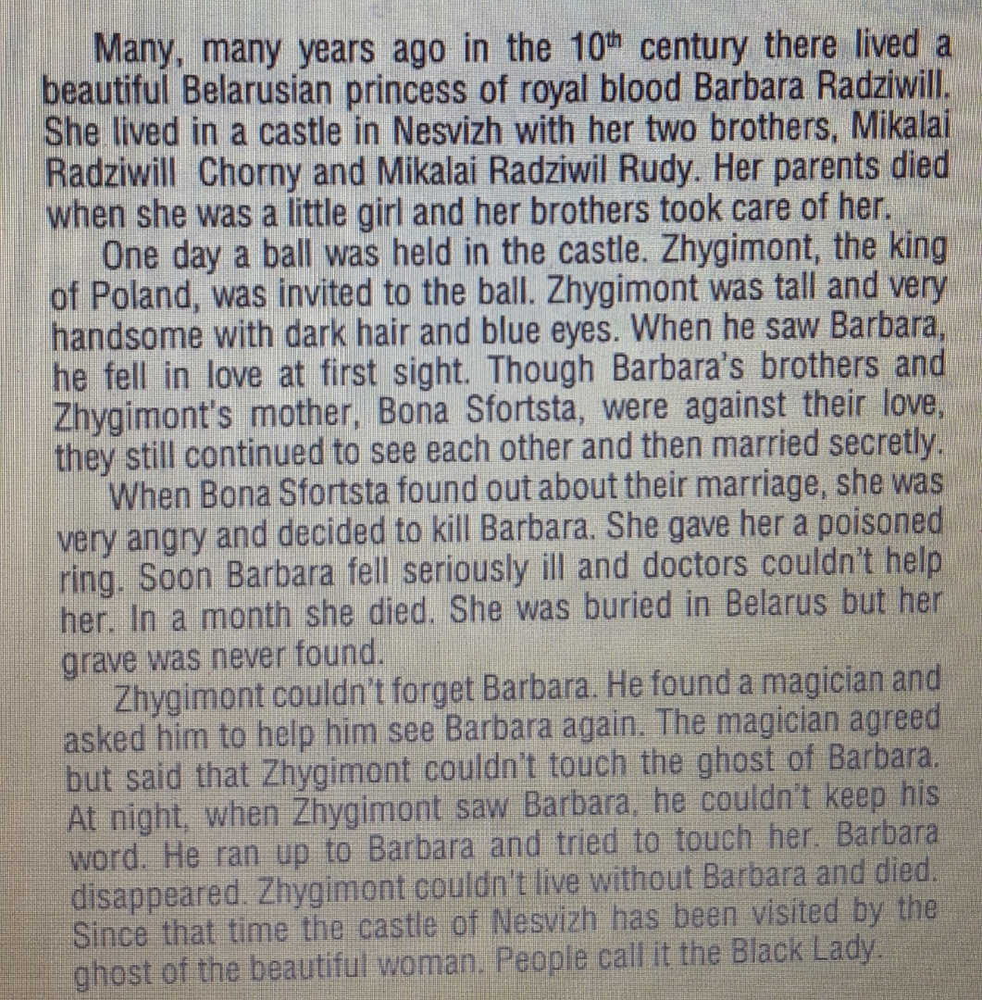 Many, many years ago in the 10th century there lived a
beautiful Belarusian princess of royal blood Barbara Radziwill.
She lived in a castle in Nesvizh with her two brothers, Mikalai
Radziwill Chorny and Mikalai Radziwil Rudy. Her parents died
when she was a little girl and her brothers took care of her.
One day a ball was held in the castle. Zhygimont, the king
of Poland, was invited to the ball. Zhygimont was tall and very
handsome with dark hair and blue eyes. When he saw Barbara,
he fell in love at first sight. Though Barbara's brothers and
Zhygimont's mother, Bona Sfortsta, were against their love,
they still continued to see each other and then married secretly.
When Bona Sfortsta found out about their marriage, she was
very angry and decided to kill Barbara. She gave her a poisoned
ring. Soon Barbara fell seriously ill and doctors couldn't help
her. In a month she died. She was buried in Belarus but her
grave was never found.
Zhygimont couldn't forget Barbara. He found a magician and
asked him to help him see Barbara again. The magician agreed
but said that Zhygimont couldn't touch the ghost of Barbara.
At night, when Zhygimont saw Barbara, he couldn't keep his
word. He ran up to Barbara and tried to touch her. Barbara
disappeared. Zhygimont couldn't live without Barbara and died.
Since that time the castle of Nesvizh has been visited by the
ghost of the beautiful woman. People call it the Black Lady.